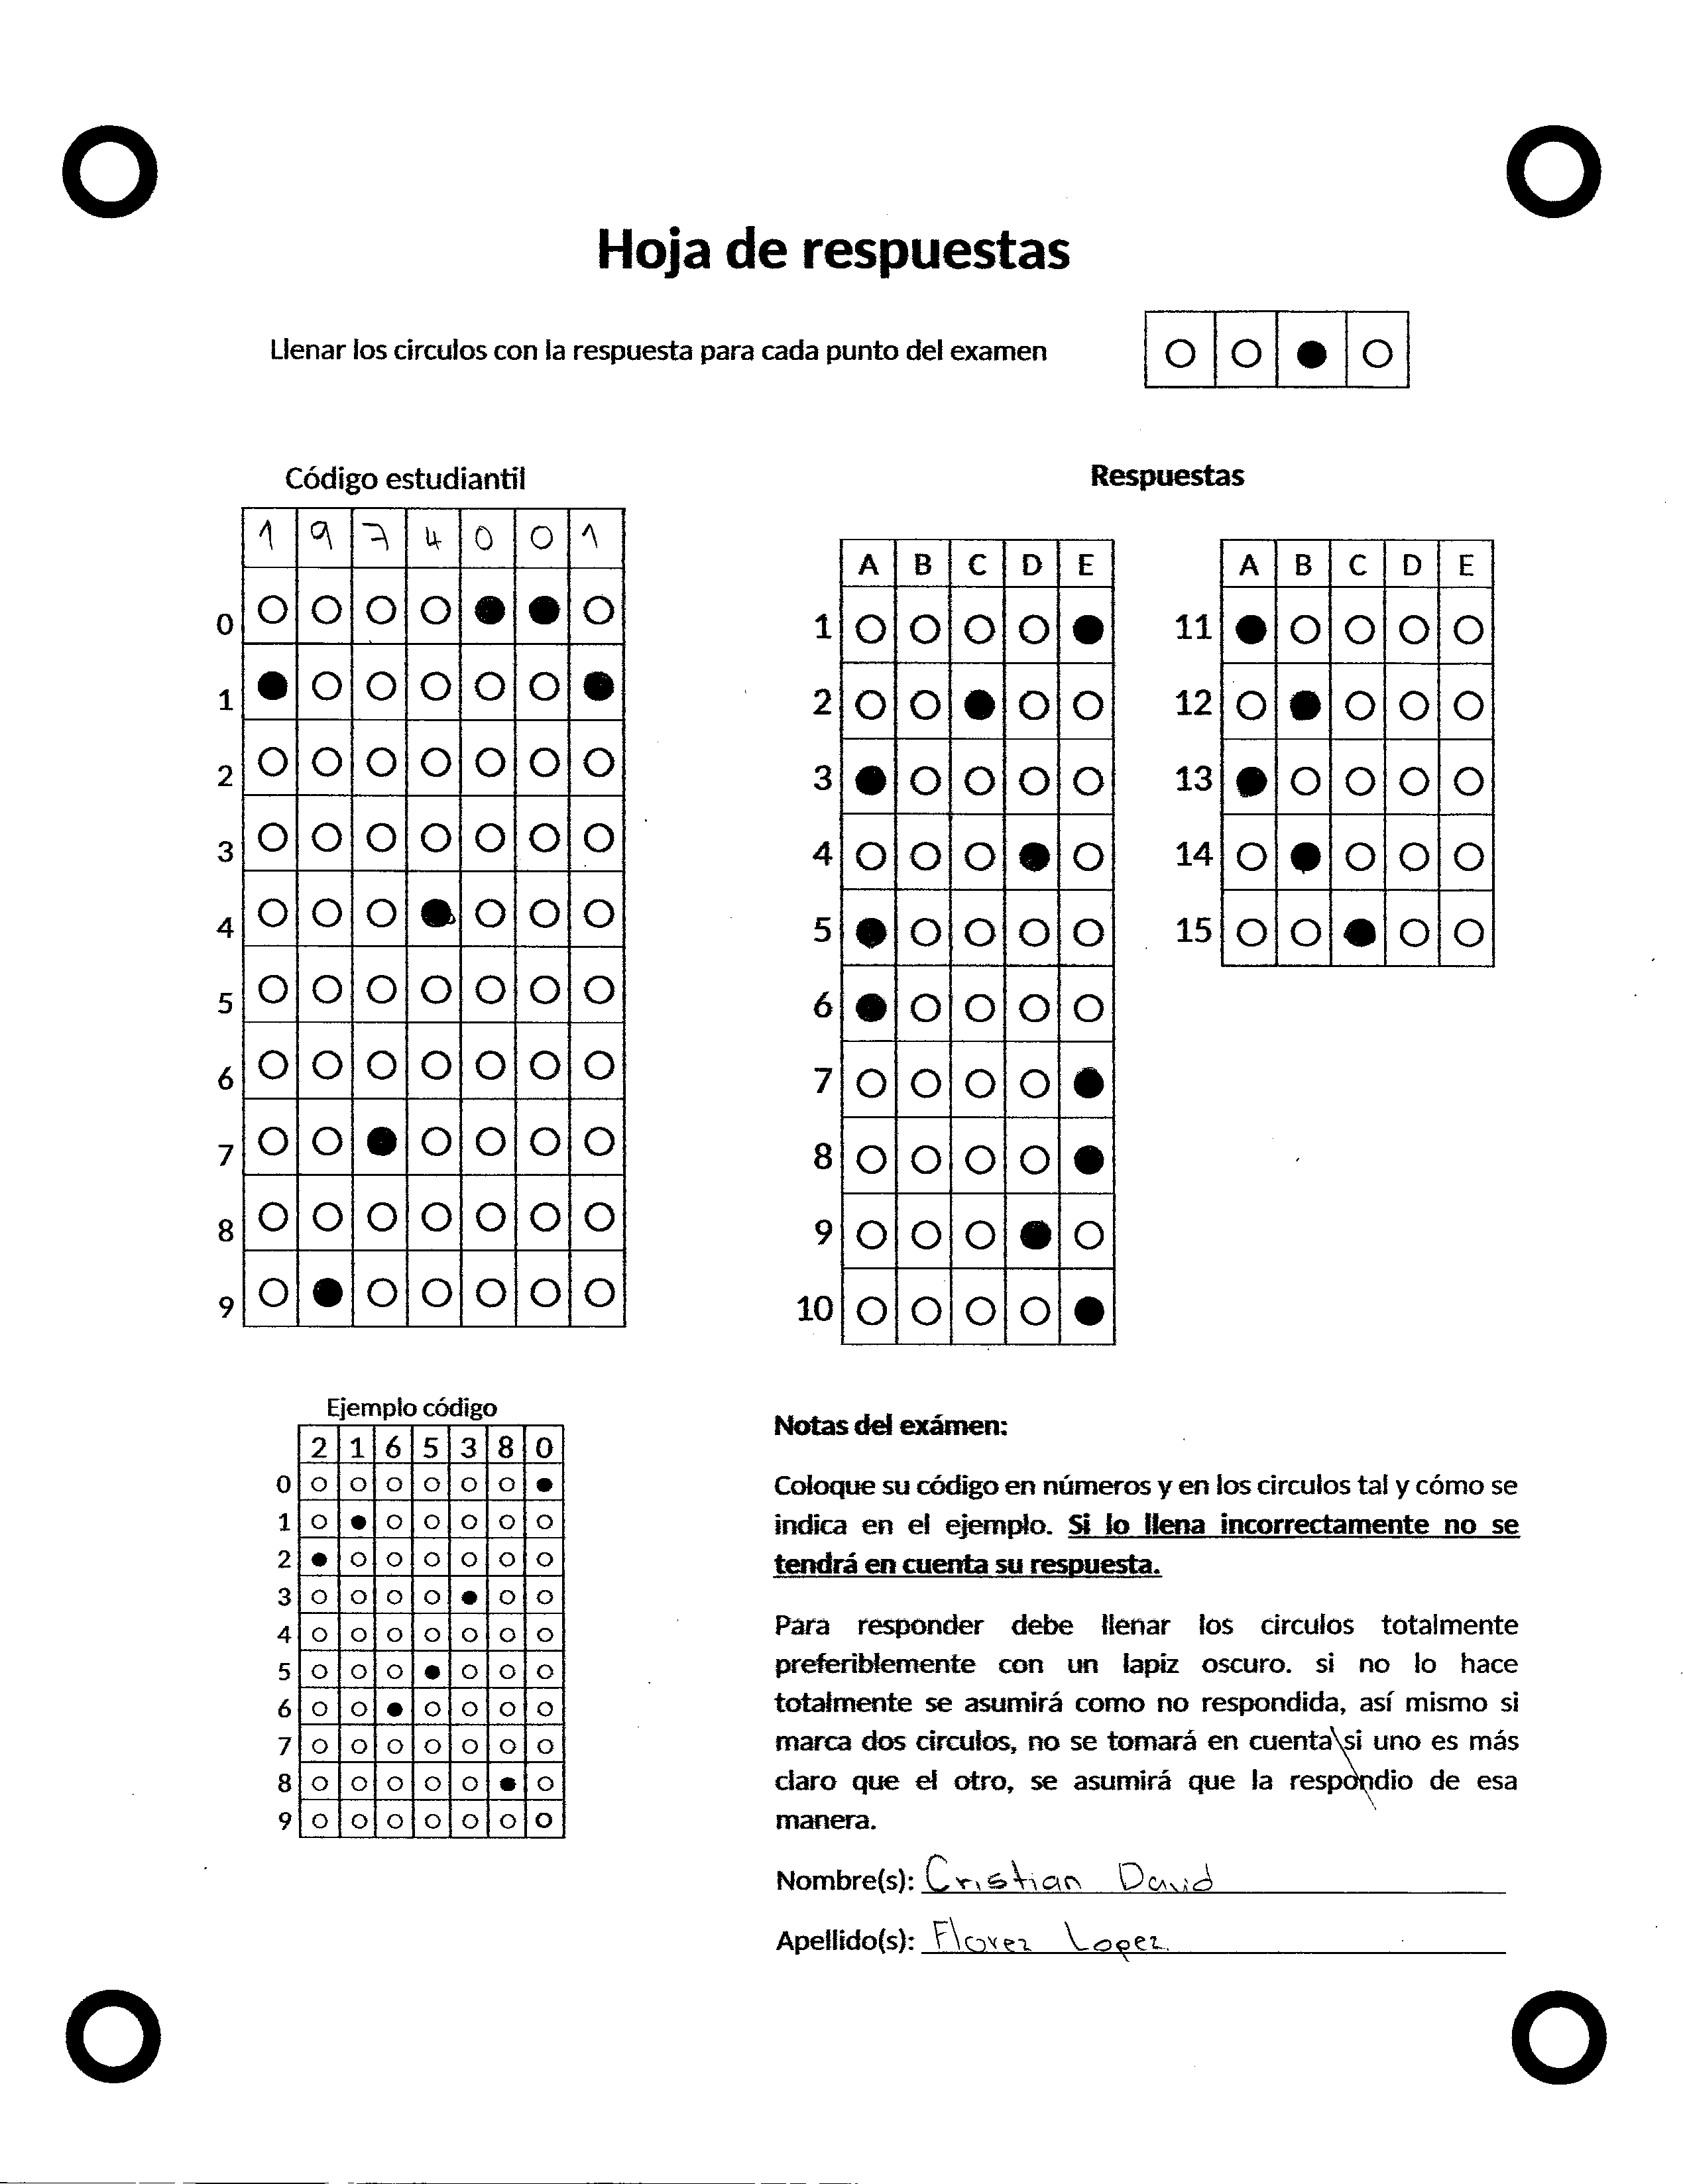 Hoja de respuestas
Llenar los circulos con la respuesta para cada punto del examen
Código estudiantil
1 9 7 4 0 0 1
0
1
2
3
4
5
6
7
8
9
Respuestas
A B C D E
1
2
3
4
5
6
7
8
9
10
A B C D E
11
12
13
14
15
Ejemplo código
2 1 6 5 3 8 0
0
1
2
3
4
5
6
7
8
9
Notas del exámen:
Coloque su código en números y en los circulos tal y cómo se
indica en el ejemplo. Si lo llena incorrectamente no se
tendrá en cuenta su respuesta.
Para responder debe llenar los circulos totalmente
preferiblemente con un lapiz oscuro. si no lo hace
totalmente se asumirá como no respondida, así mismo si
marca dos circulos, no se tomará en cuenta si uno es más
claro que el otro, se asumirá que la respondio de esa
manera.
Nombre(s): Cristian David
Apellido(s): Florez Lopez